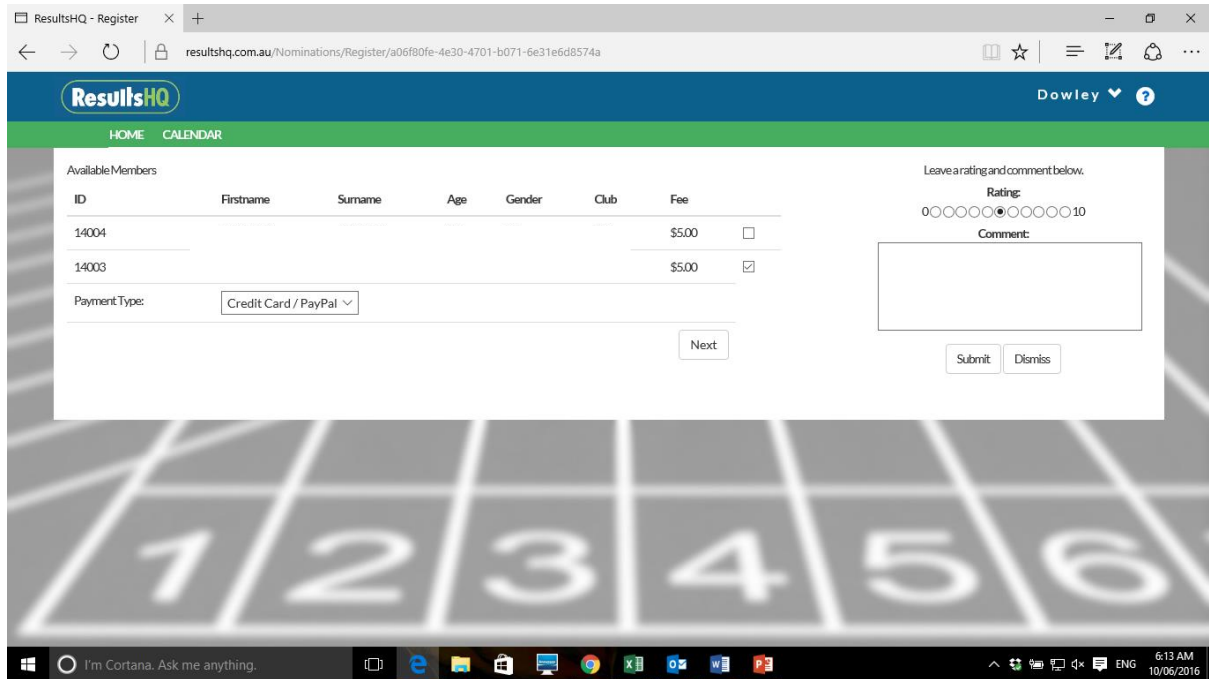 ResultsHQ - Register
resultshq.com.au/Nominations/Register/a06f80fe-4e30-4701-b071-6e31e6d8574a
ResultsHQ
Dowley
?
HOME CALENDAR
Available Members
ID Firstname Surname Age Gender Club Fee
14004 $5.00
14003 $5.00
Payment Type: Credit Card / PayPal
Next
Leave a rating and comment below.
Rating:
0 10
Comment:
Submit Dismiss
1 2 3 4 5 6
I'm Cortana. Ask me anything.
ENG
6:13 AM
10/06/2016